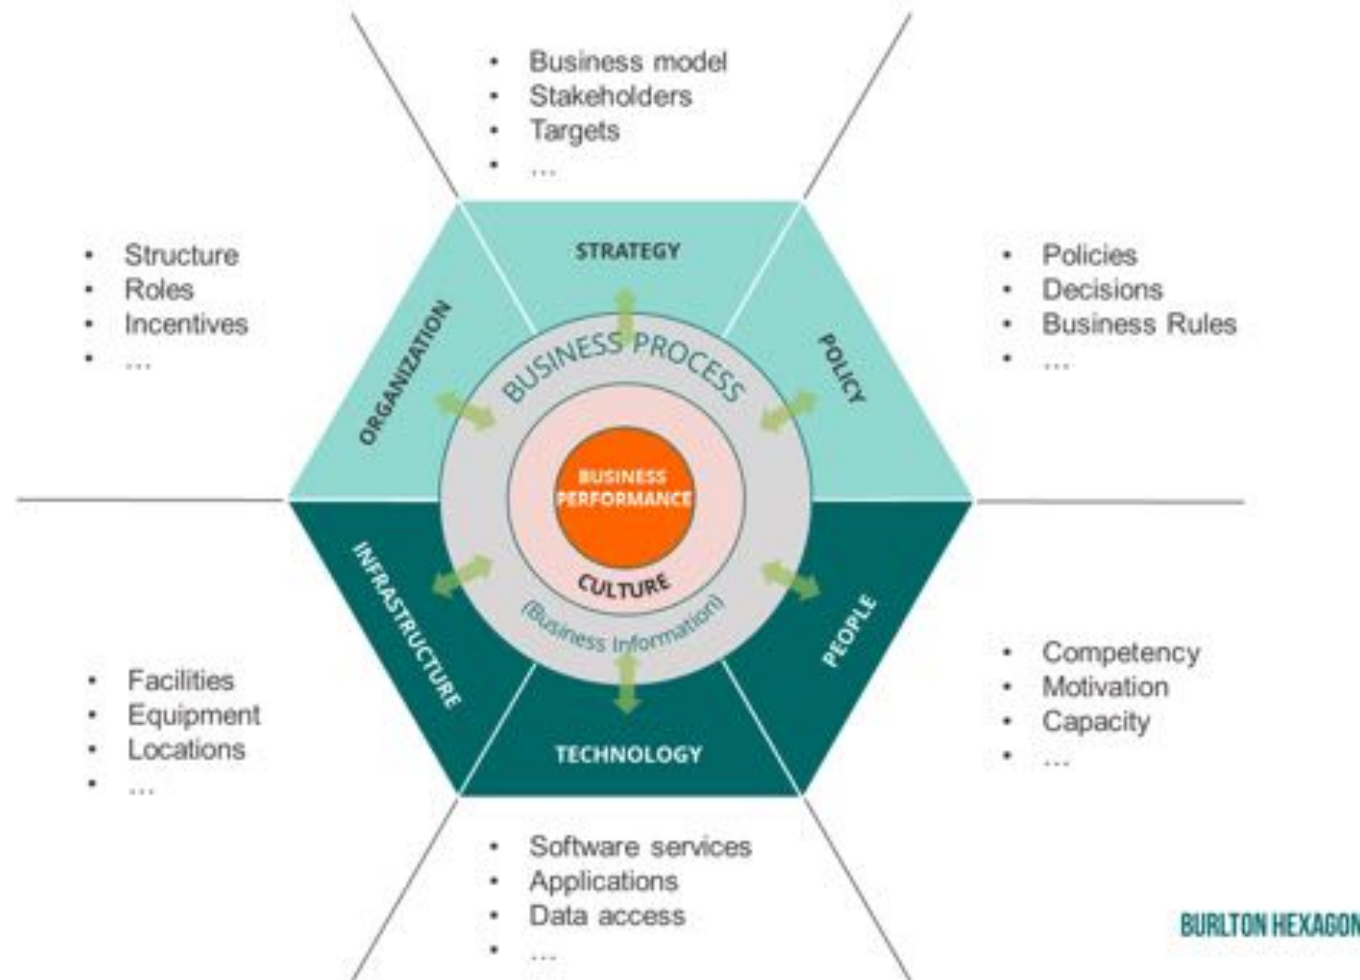 • Business model
• Stakeholders
• Targets
• ...
• Structure
• Roles
• Incentives
• ...
• Policies
• Decisions
• Business Rules
• ...
STRATEGY
ORGANIZATION
POLICY
BUSINESS PROCESS
BUSINESS
PERFORMANCE
CULTURE
(Business Information)
INFRASTRUCTURE
PEOPLE
TECHNOLOGY
• Facilities
• Equipment
• Locations
• ...
• Competency
• Motivation
• Capacity
• ...
• Software services
• Applications
• Data access
• ...
BURLTON HEXAGON